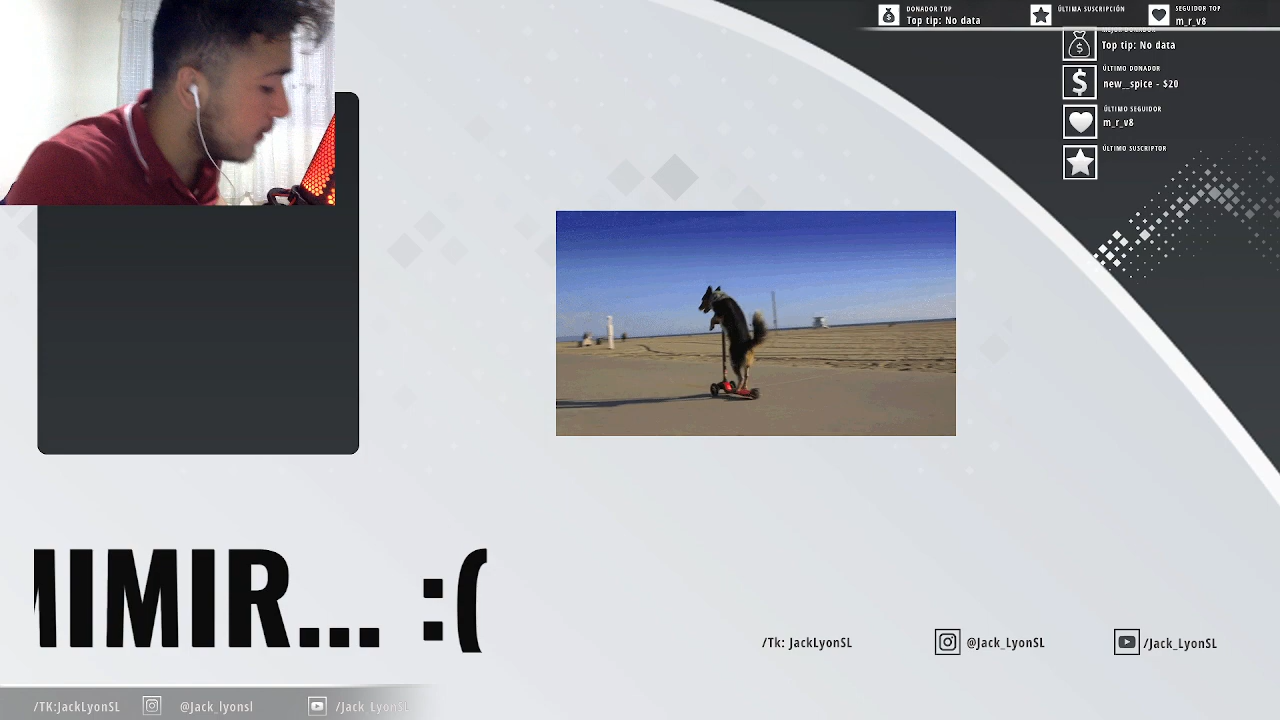 DONADOR TOP
Top tip: No data
ÚLTIMA SUSCRIPCIÓN
SEGUIDOR TOP
m_r_v8
Top tip: No data
ÚLTIMO DONADOR
new__spice - $20
ÚLTIMO SEGUIDOR
m_r_v8
ÚLTIMO SUSCRIPTOR
IMIR... :(
/Tk: JackLyonSL
@Jack_LyonSL
/Jack_LyonSL
/TK:JackLyonSL
@Jack_lyonsl
/Jack_LyonSL